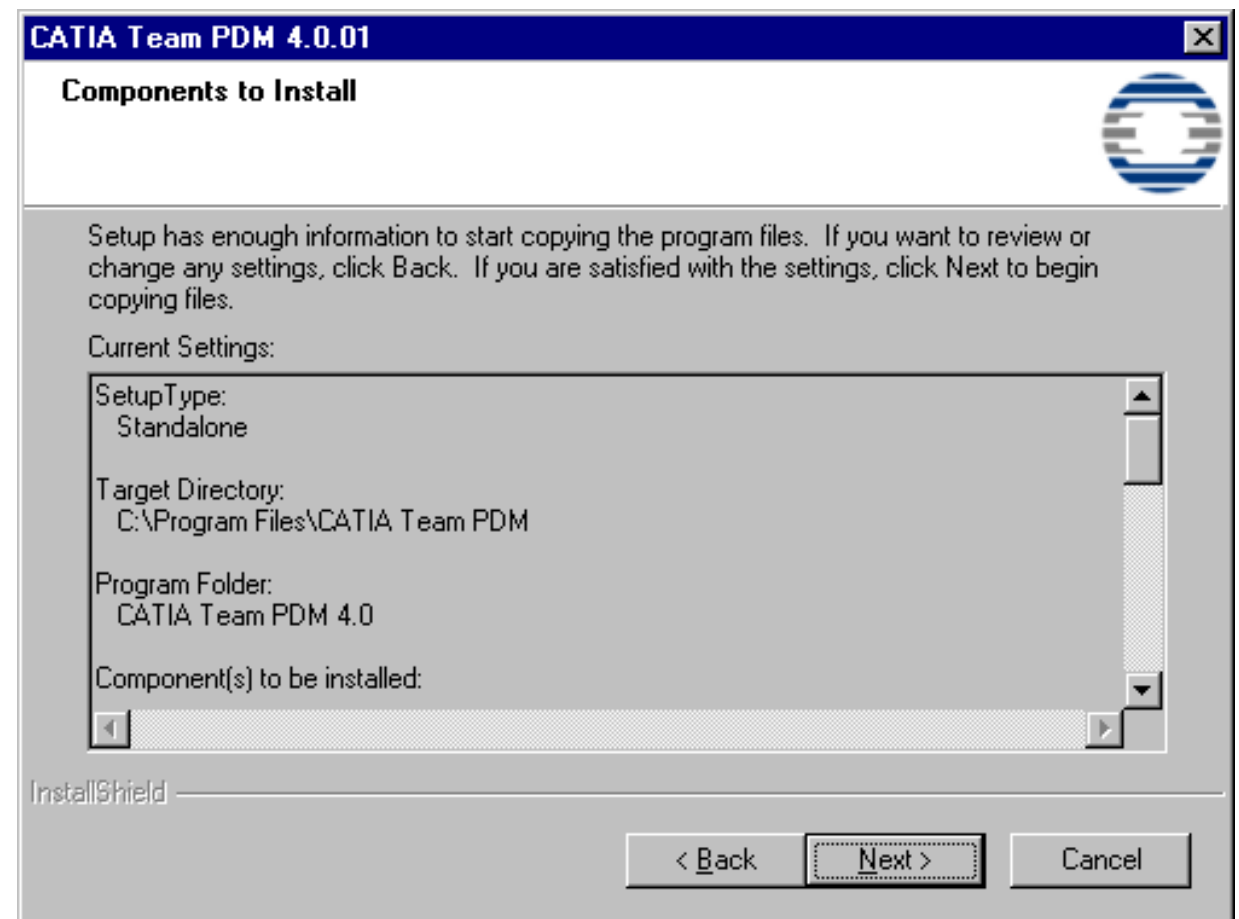 CATIA Team PDM 4.0.01
Components to Install
Setup has enough information to start copying the program files.  If you want to review or
change any settings, click Back.  If you are satisfied with the settings, click Next to begin
copying files.
Current Settings:
SetupType:
Standalone
Target Directory:
C:\Program Files\CATIA Team PDM
Program Folder:
CATIA Team PDM 4.0
Component(s) to be installed:
InstallShield
< Back
Next >
Cancel